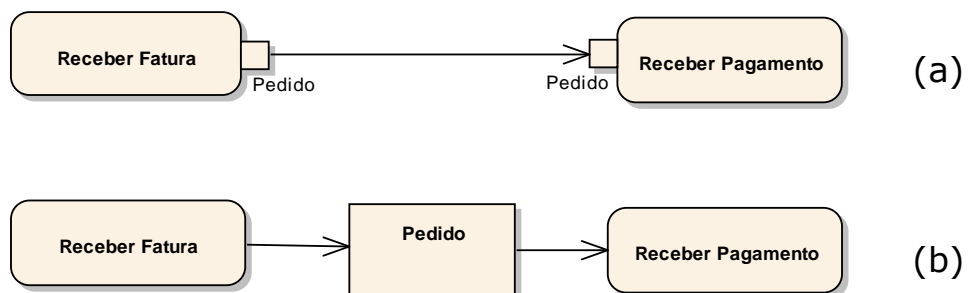 Receber Fatura
Pedido
Pedido
Receber Pagamento
(a)
Receber Fatura
Pedido
Receber Pagamento
(b)